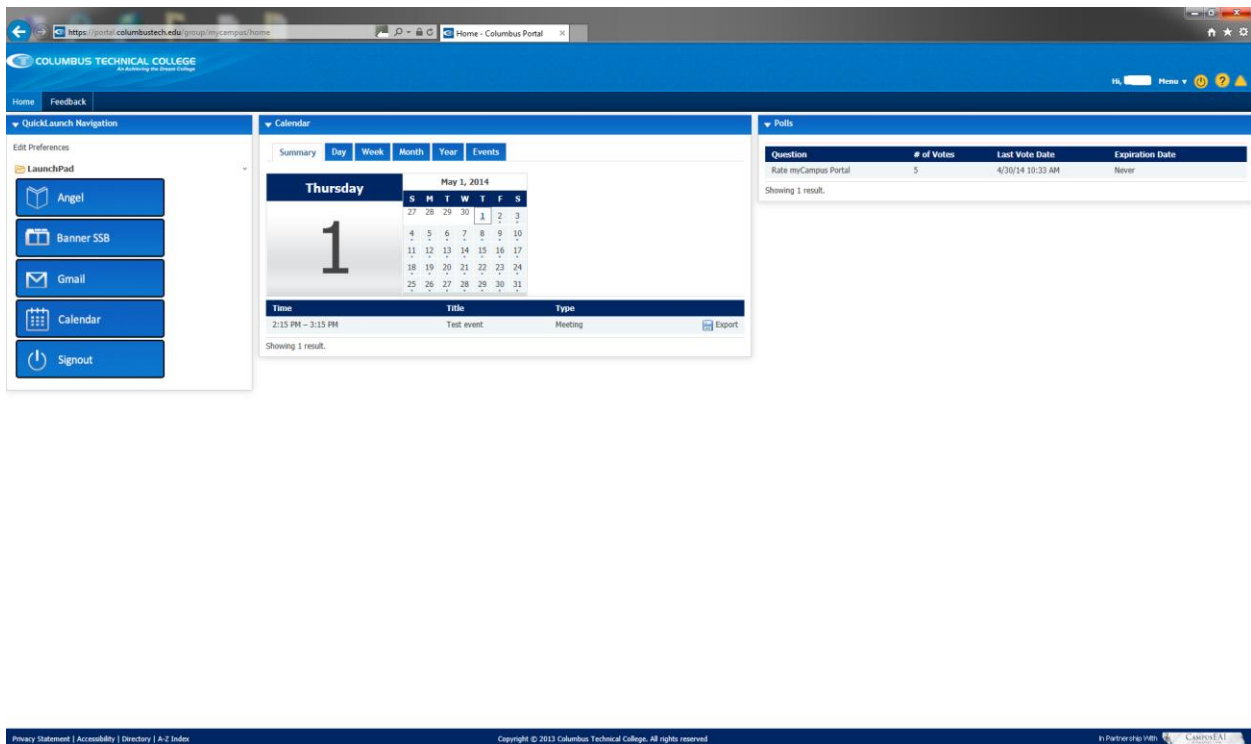 https://portal.columbustech.edu/group/mycampus/home
Home - Columbus Portal
COLUMBUS TECHNICAL COLLEGE
An Achieving the Dream College
Hi, Menu
Home Feedback
QuickLaunch Navigation
Edit Preferences
LaunchPad
Angel
Banner SSB
Gmail
Calendar
Signout
Calendar
Summary Day Week Month Year Events
Thursday
1
May 1, 2014
S M T W T F S
27 28 29 30 1 2 3
4 5 6 7 8 9 10
11 12 13 14 15 16 17
18 19 20 21 22 23 24
25 26 27 28 29 30 31
Time Title Type
2:15 PM – 3:15 PM Test event Meeting Export
Showing 1 result.
Polls
Question # of Votes Last Vote Date Expiration Date
Rate myCampus Portal 5 4/30/14 10:33 AM Never
Showing 1 result.
Privacy Statement | Accessibility | Directory | A-Z Index
Copyright © 2013 Columbus Technical College. All rights reserved
In Partnership With CAMPUSEAI